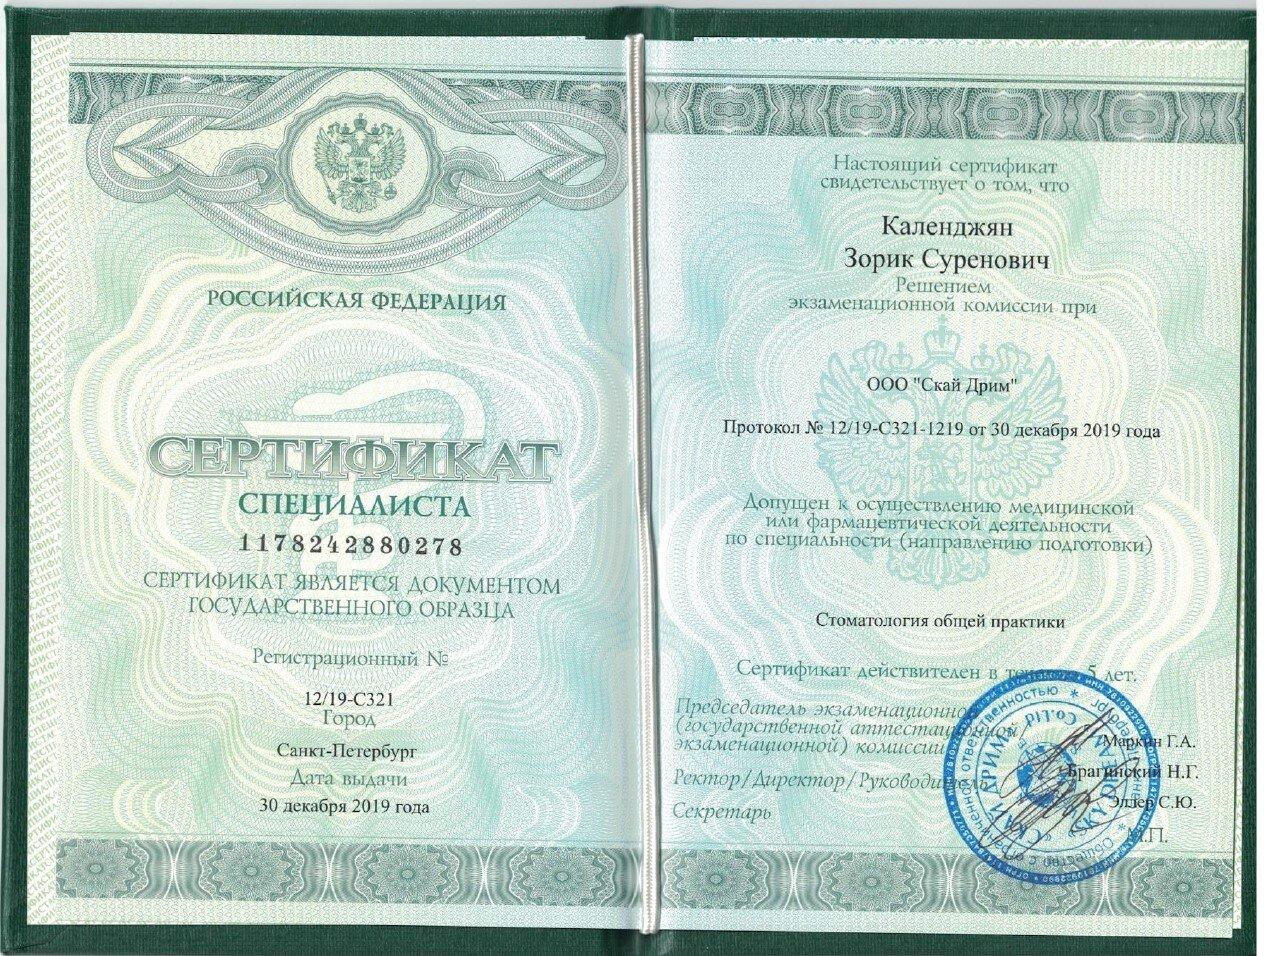 РОССИЙСКАЯ ФЕДЕРАЦИЯ
СЕРТИФИКАТ
СПЕЦИАЛИСТА
1178242880278
СЕРТИФИКАТ ЯВЛЯЕТСЯ ДОКУМЕНТОМ
ГОСУДАРСТВЕННОГО ОБРАЗЦА
Регистрационный №
12/19-С321
Город
Санкт-Петербург
Дата выдачи
30 декабря 2019 года
Настоящий сертификат
свидетельствует о том, что
Календжян
Зорик Суренович
Решением
экзаменационной комиссии при
ООО "Скай Дрим"
Протокол № 12/19-С321-1219 от 30 декабря 2019 года
Допущен к осуществлению медицинской
или фармацевтической деятельности
по специальности (направлению подготовки)
Стоматология общей практики
Сертификат действителен в течение 5 лет.
Председатель экзаменационной
(государственной аттестационной,
экзаменационной) комиссии
Маркин Г.А.
Ректор/Директор/Руководитель
Брагинский Н.Г.
Секретарь
Эллер С.Ю.
М.П.